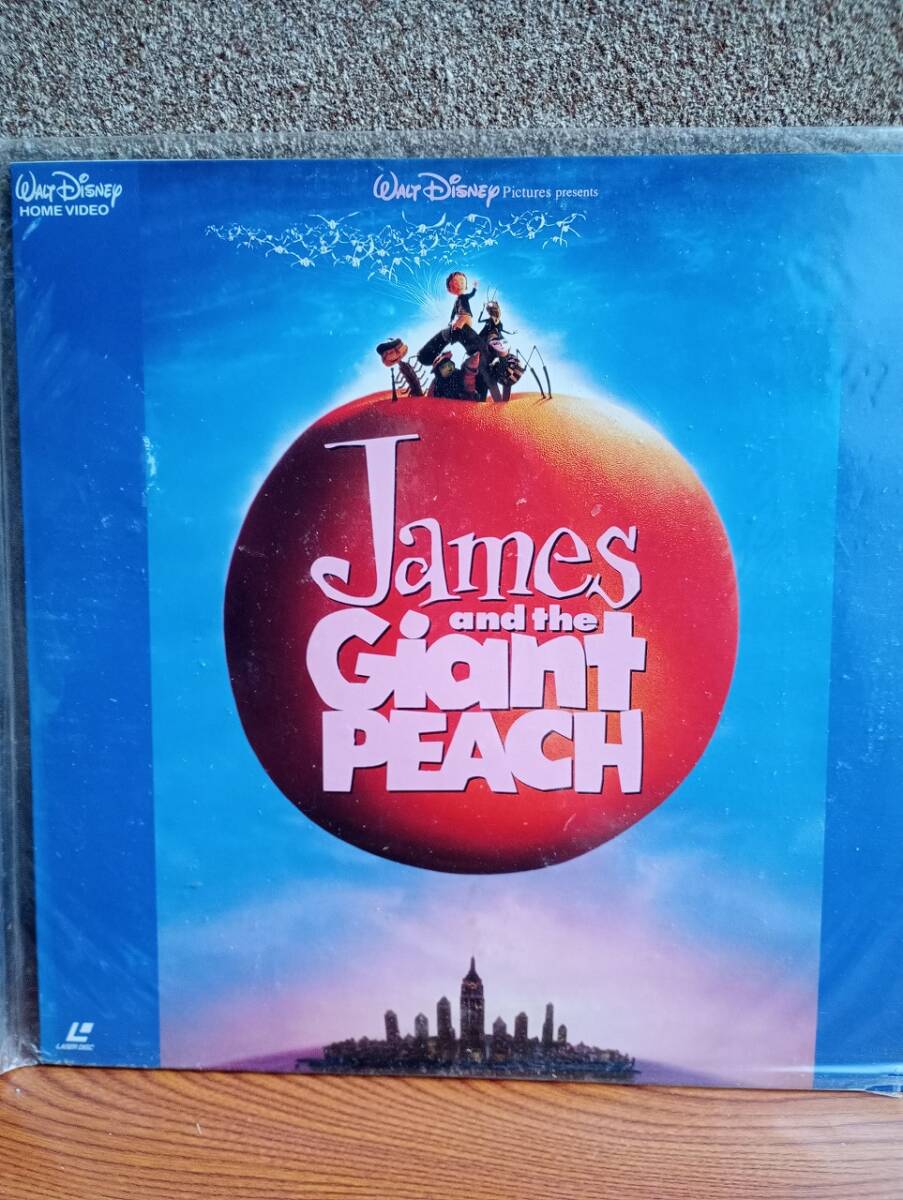 WALT DISNEY
HOME VIDEO
WALT DISNEY Pictures presents
James
and the
Giant
PEACH
LASER DISC